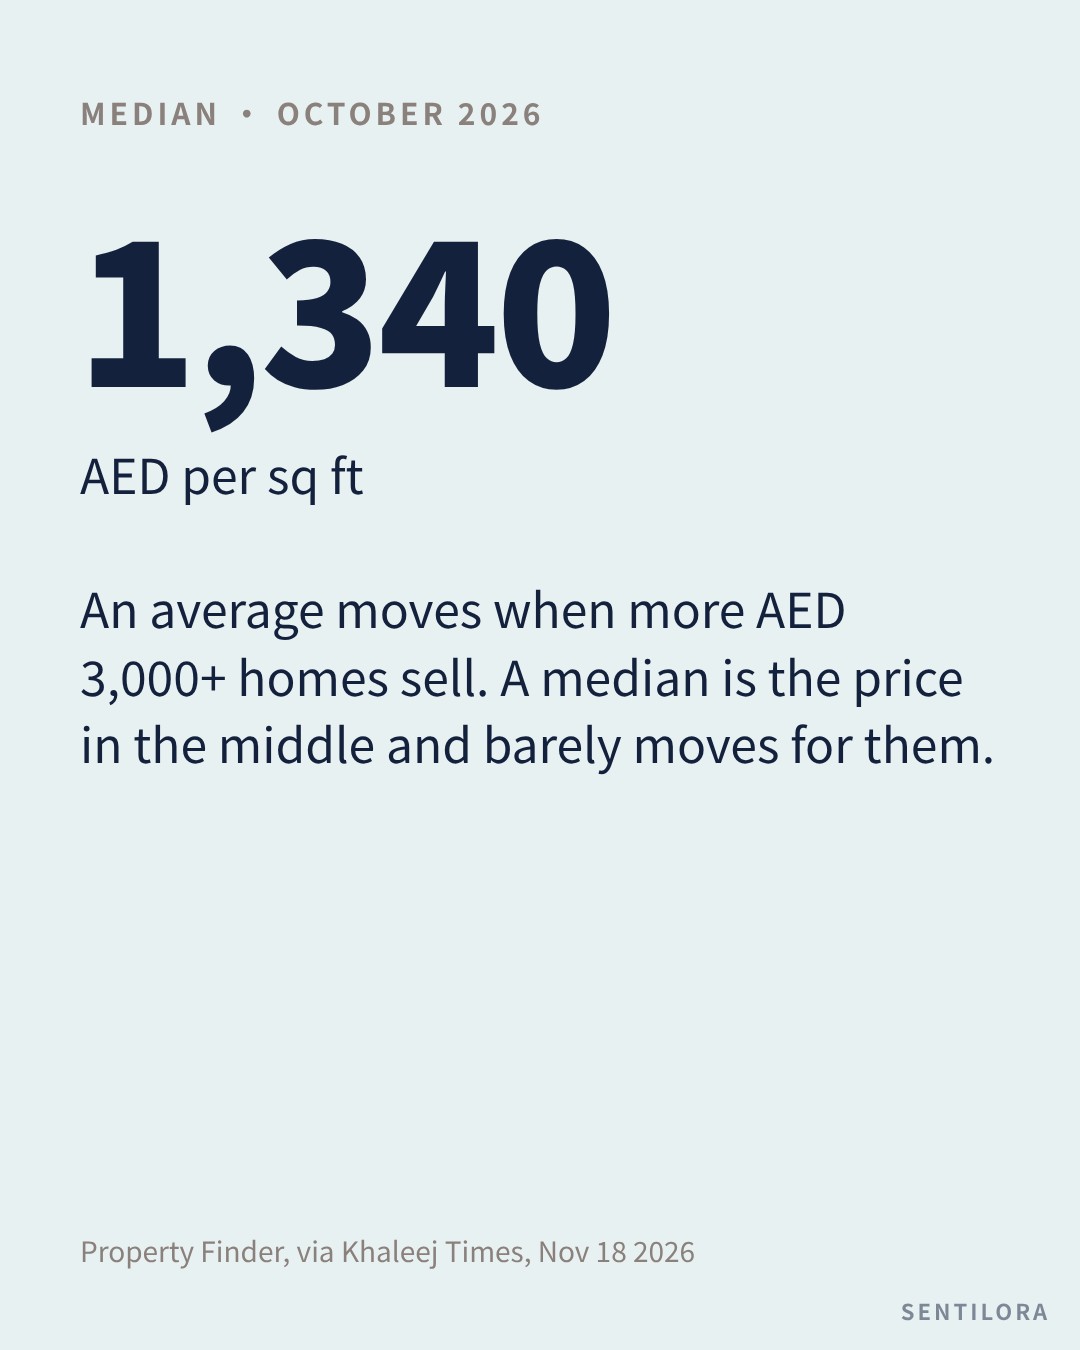 MEDIAN • OCTOBER 2026
1,340
AED per sq ft
An average moves when more AED
3,000+ homes sell. A median is the price
in the middle and barely moves for them.
Property Finder, via Khaleej Times, Nov 18 2026
SENTILORA